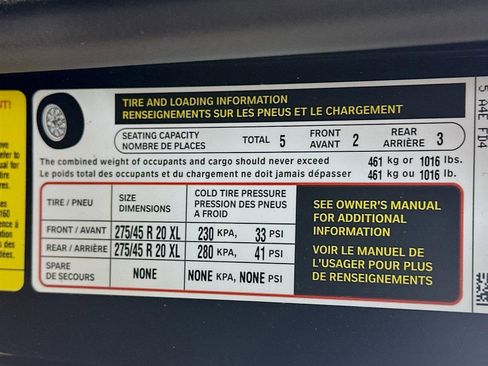 TIRE AND LOADING INFORMATION
RENSEIGNEMENTS SUR LES PNEUS ET LE CHARGEMENT
SEATING CAPACITY
NOMBRE DE PLACES
TOTAL 5
FRONT
AVANT 2
REAR
ARRIÈRE 3
The combined weight of occupants and cargo should never exceed 461 kg or 1016 lbs.
Le poids total des occupants et du chargement ne doit jamais dépasser 461 kg ou 1016 lb.
TIRE / PNEU
SIZE
DIMENSIONS
COLD TIRE PRESSURE
PRESSION DES PNEUS
A FROID
FRONT / AVANT 275/45 R 20 XL 230 KPA, 33 PSI
REAR / ARRIÈRE 275/45 R 20 XL 280 KPA, 41 PSI
SPARE
DE SECOURS
NONE NONE KPA, NONE PSI
SEE OWNER'S MANUAL
FOR ADDITIONAL
INFORMATION
VOIR LE MANUEL DE
L'USAGER POUR PLUS
DE RENSEIGNEMENTS
5 A4E FD4